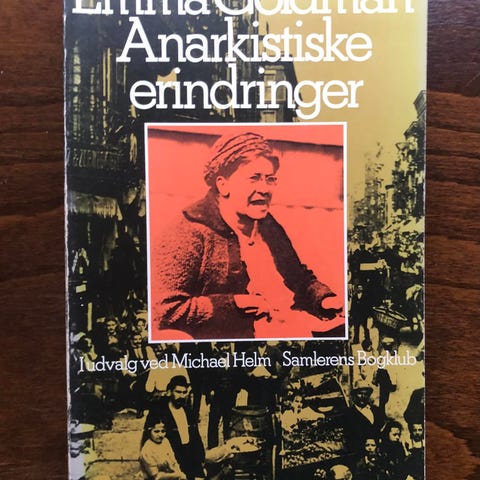 Emma Goldman
Anarkistiske
erindringer
I udvalg ved Michael Helm Samlerens Bogklub